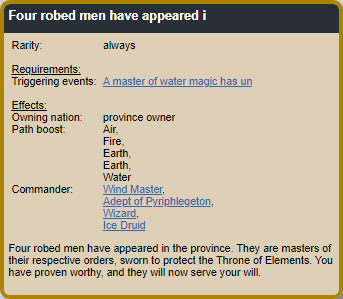 Four robed men have appeared i
Rarity: always
Requirements:
Triggering events: A master of water magic has un
Effects:
Owning nation: province owner
Path boost: Air,
Fire,
Earth,
Earth,
Water
Commander: Wind Master,
Adept of Pyriphlegeton,
Wizard,
Ice Druid
Four robed men have appeared in the province. They are masters of
their respective orders, sworn to protect the Throne of Elements. You
have proven worthy, and they will now serve your will.